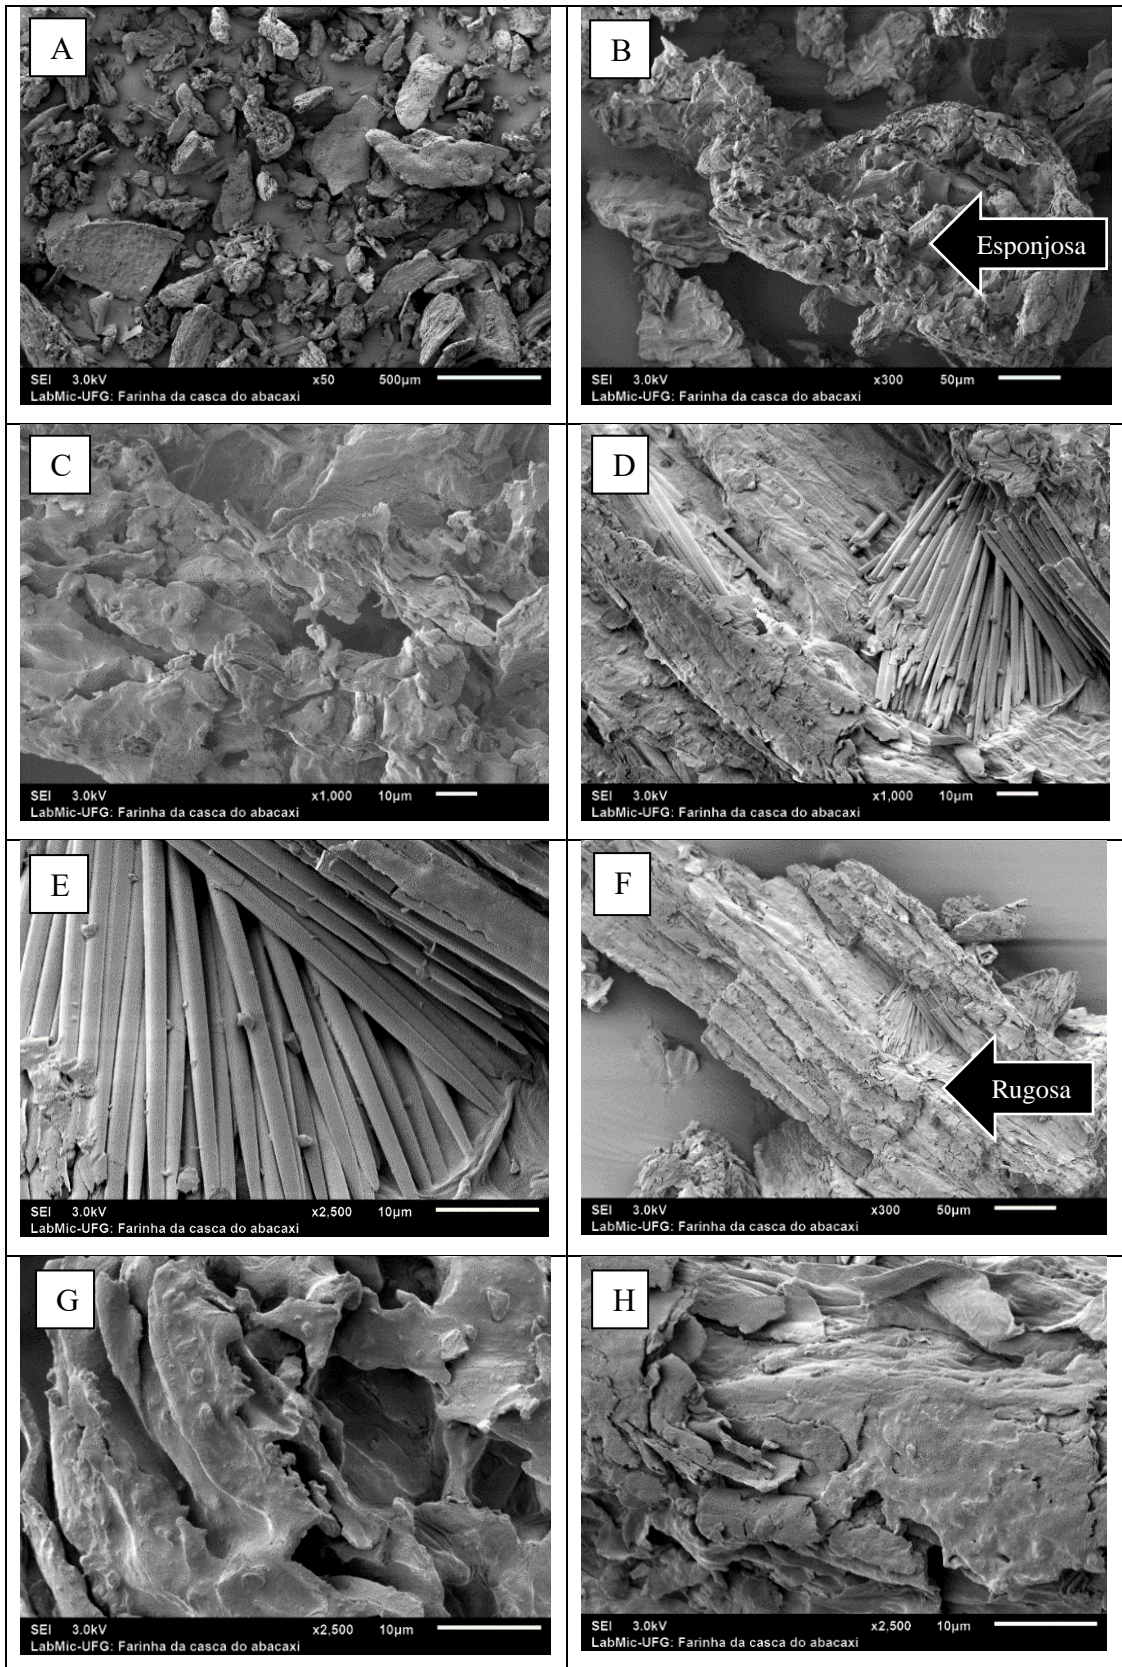 A
SEI 3.0kV x50 500µm
LabMic-UFG: Farinha da casca do abacaxi
B
Esponjosa
SEI 3.0kV x300 50µm
LabMic-UFG: Farinha da casca do abacaxi
C
SEI 3.0kV x1,000 10µm
LabMic-UFG: Farinha da casca do abacaxi
D
SEI 3.0kV x1,000 10µm
LabMic-UFG: Farinha da casca do abacaxi
E
SEI 3.0kV x2,500 10µm
LabMic-UFG: Farinha da casca do abacaxi
F
Rugosa
SEI 3.0kV x300 50µm
LabMic-UFG: Farinha da casca do abacaxi
G
SEI 3.0kV x2,500 10µm
LabMic-UFG: Farinha da casca do abacaxi
H
SEI 3.0kV x2,500 10µm
LabMic-UFG: Farinha da casca do abacaxi